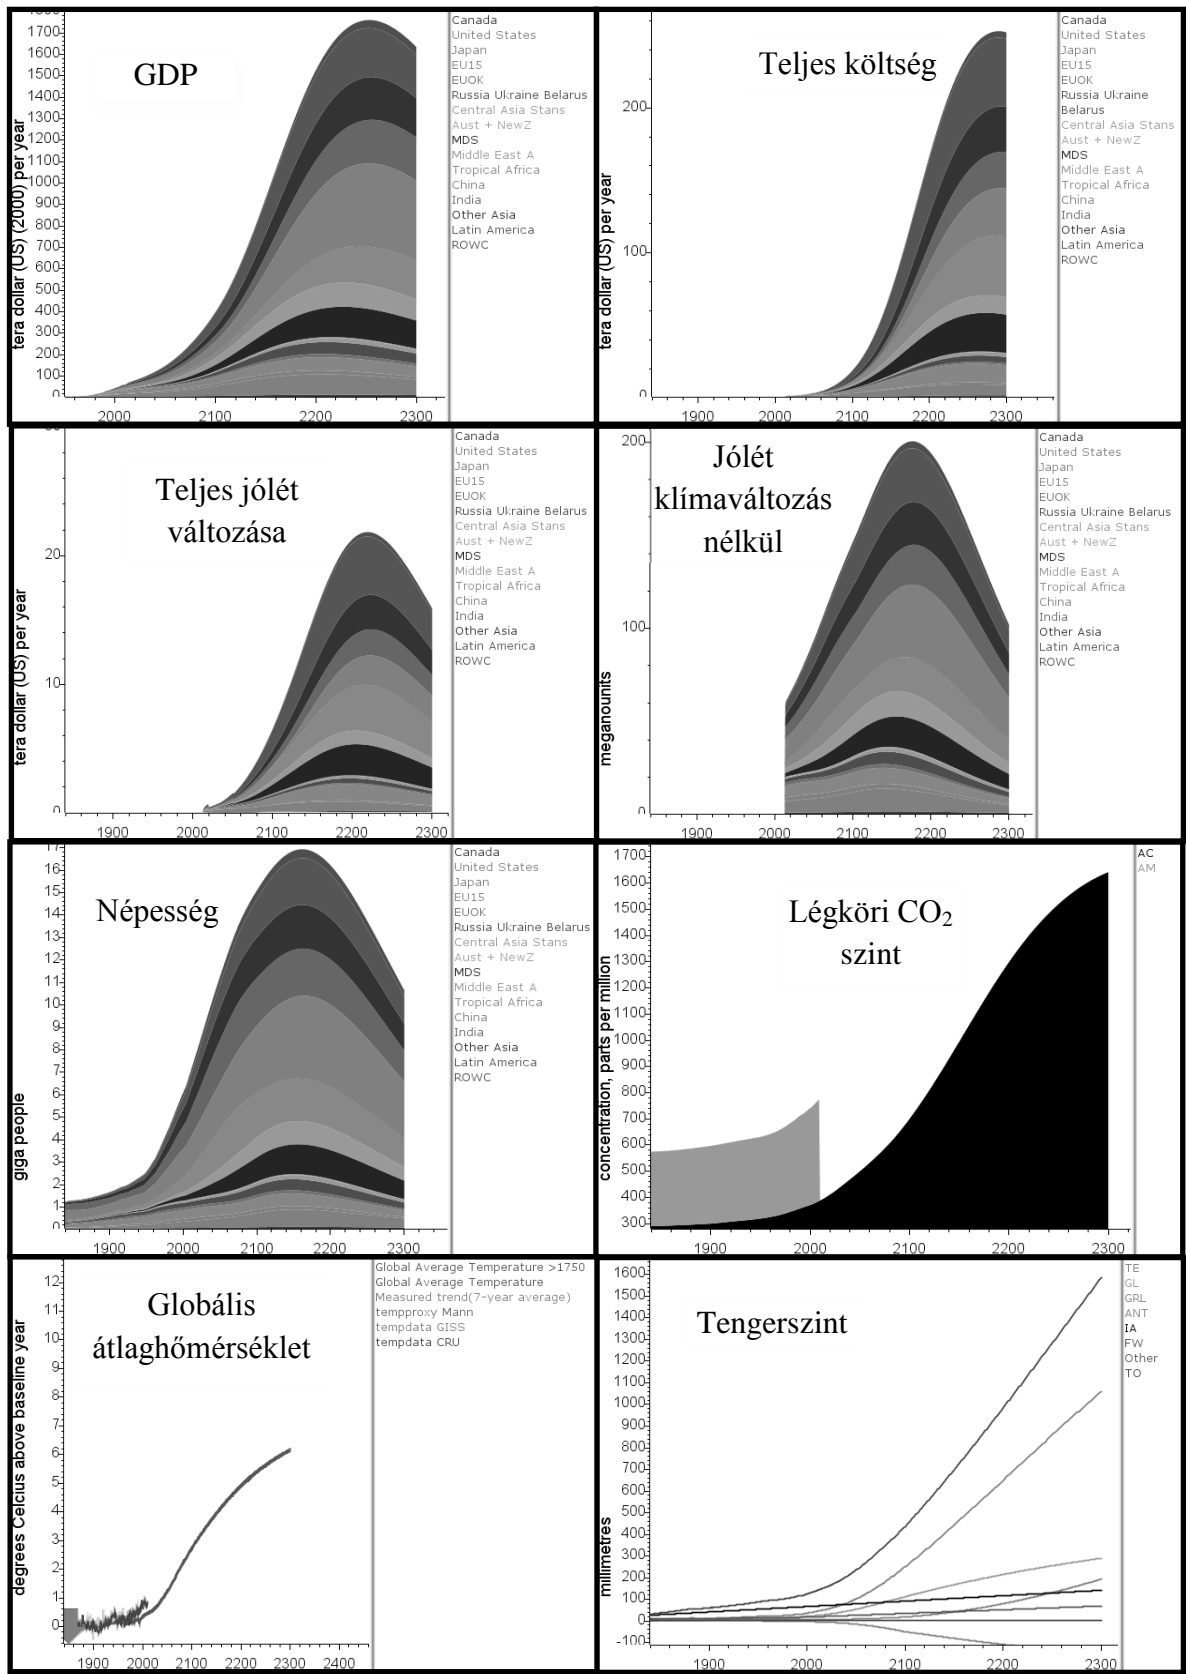 GDP
tera dollar (US) (2000) per year
1700
1600
1500
1400
1300
1200
1100
1000
900
800
700
600
500
400
300
200
100
0
2000 2100 2200 2300
Canada
United States
Japan
EU15
EUOK
Russia Ukraine Belarus
Central Asia Stans
Aust + NewZ
MDS
Middle East A
Tropical Africa
China
India
Other Asia
Latin America
ROWC
Teljes költség
tera dollar (US) per year
200
100
0
1900 2000 2100 2200 2300
Canada
United States
Japan
EU15
EUOK
Russia Ukraine
Belarus
Central Asia Stans
Aust + NewZ
MDS
Middle East A
Tropical Africa
China
India
Other Asia
Latin America
ROWC
Teljes jólét
változása
tera dollar (US) per year
20
10
0
1900 2000 2100 2200 2300
Canada
United States
Japan
EU15
EUOK
Russia Ukraine Belarus
Central Asia Stans
Aust + NewZ
MDS
Middle East A
Tropical Africa
China
India
Other Asia
Latin America
ROWC
Jólét
klímaváltozás
nélkül
meganounits
200
100
0
1900 2000 2100 2200 2300
Canada
United States
Japan
EU15
EUOK
Russia Ukraine Belarus
Central Asia Stans
Aust + NewZ
MDS
Middle East A
Tropical Africa
China
India
Other Asia
Latin America
ROWC
Népesség
giga people
17
16
15
14
13
12
11
10
9
8
7
6
5
4
3
2
1
0
1900 2000 2100 2200 2300
Canada
United States
Japan
EU15
EUOK
Russia Ukraine Belarus
Central Asia Stans
Aust + NewZ
MDS
Middle East A
Tropical Africa
China
India
Other Asia
Latin America
ROWC
Légköri CO₂
szint
concentration, parts per million
1700
1600
1500
1400
1300
1200
1100
1000
900
800
700
600
500
400
300
1900 2000 2100 2200 2300
AC
AM
Globális
átlaghőmérséklet
degrees Celcius above baseline year
12
11
10
9
8
7
6
5
4
3
2
1
0
1900 2000 2100 2200 2300 2400
Global Average Temperature >1750
Global Average Temperature
Measured trend(7-year average)
tempproxy Mann
tempdata GISS
tempdata CRU
Tengerszint
millimetres
1600
1500
1400
1300
1200
1100
1000
900
800
700
600
500
400
300
200
100
0
-100
1900 2000 2100 2200 2300
TE
GL
GRL
ANT
IA
FW
Other
TO